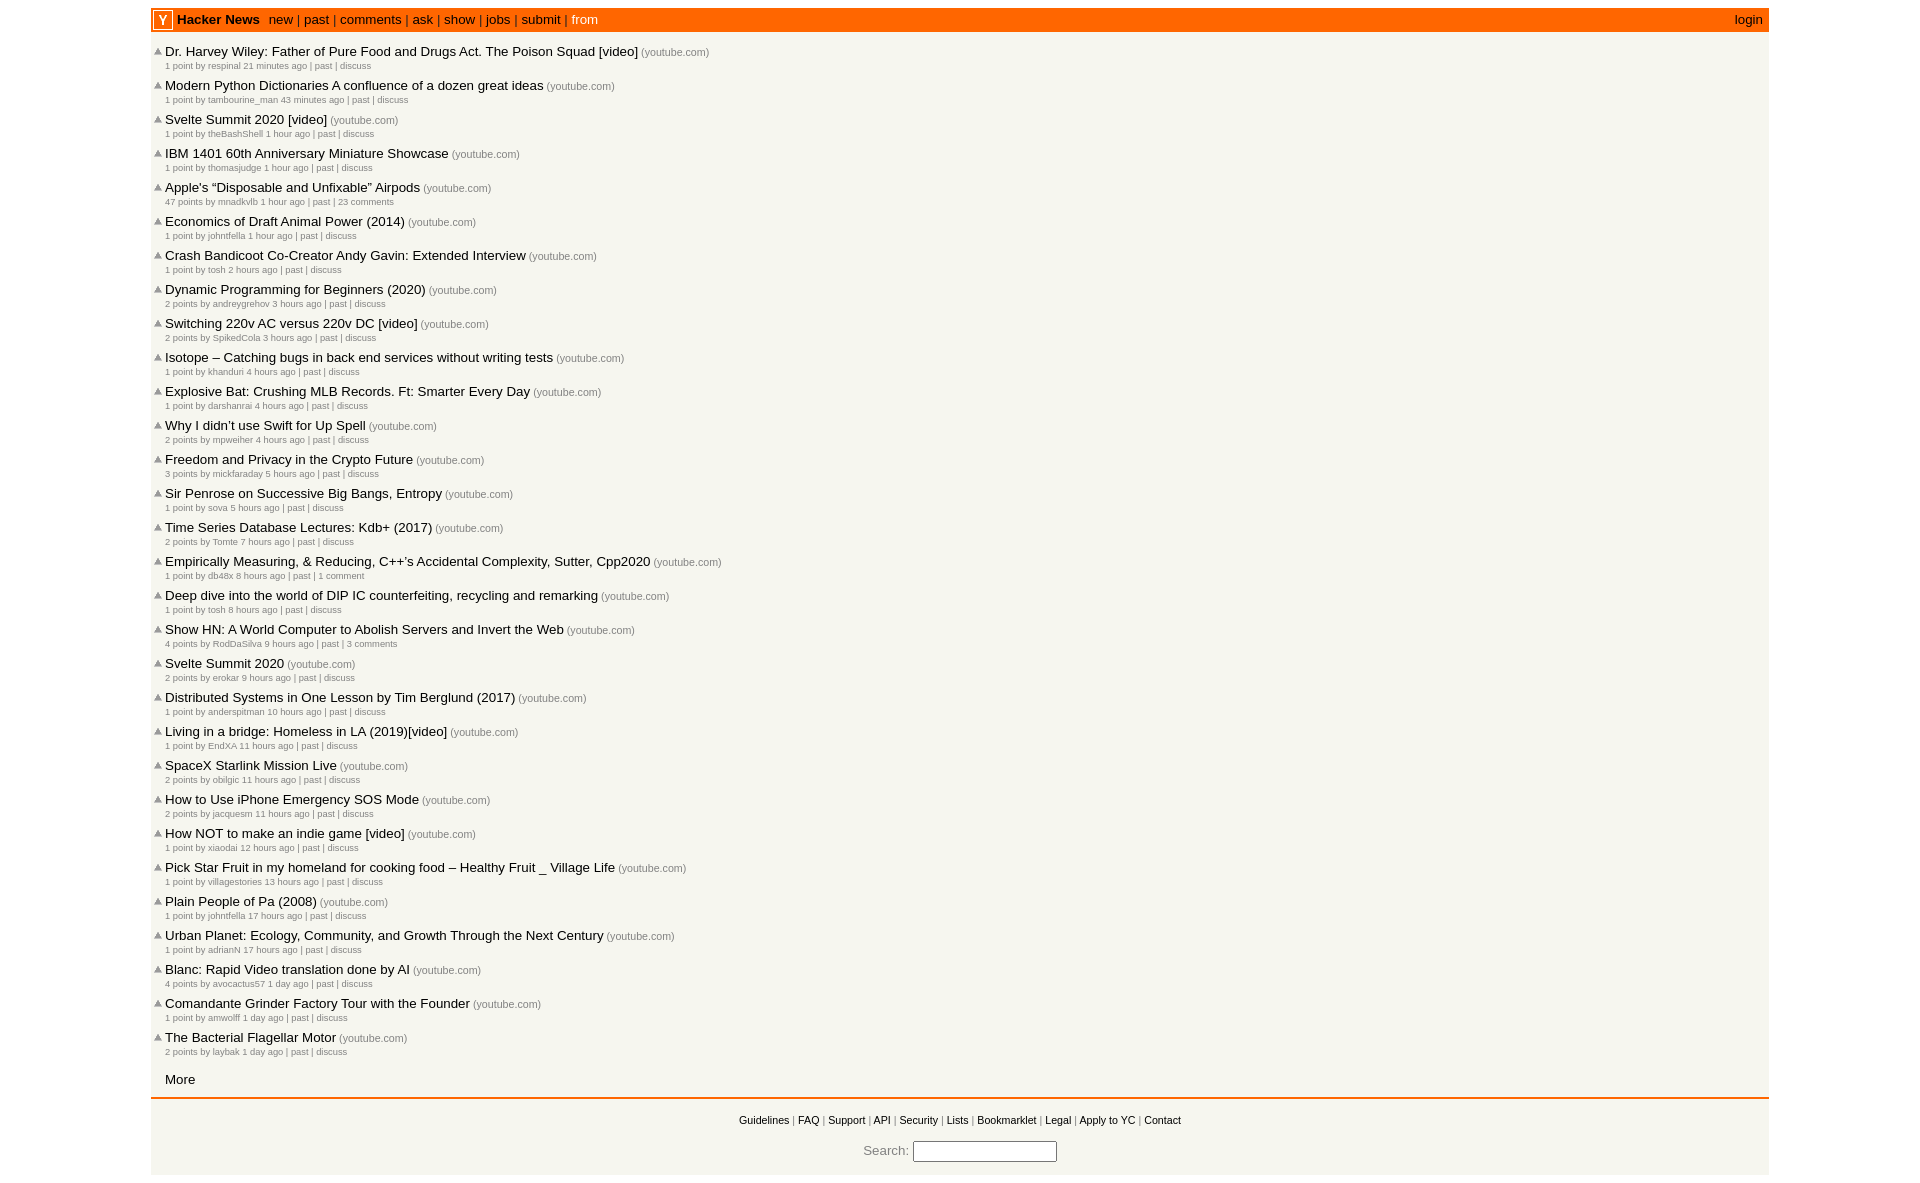 Y Hacker News new | past | comments | ask | show | jobs | submit | from login
Dr. Harvey Wiley: Father of Pure Food and Drugs Act. The Poison Squad [video] (youtube.com)
1 point by respinal 21 minutes ago | past | discuss
Modern Python Dictionaries A confluence of a dozen great ideas (youtube.com)
1 point by tambourine_man 43 minutes ago | past | discuss
Svelte Summit 2020 [video] (youtube.com)
1 point by theBashShell 1 hour ago | past | discuss
IBM 1401 60th Anniversary Miniature Showcase (youtube.com)
1 point by thomasjudge 1 hour ago | past | discuss
Apple's “Disposable and Unfixable” Airpods (youtube.com)
47 points by mnadkvlb 1 hour ago | past | 23 comments
Economics of Draft Animal Power (2014) (youtube.com)
1 point by johntfella 1 hour ago | past | discuss
Crash Bandicoot Co-Creator Andy Gavin: Extended Interview (youtube.com)
1 point by tosh 2 hours ago | past | discuss
Dynamic Programming for Beginners (2020) (youtube.com)
2 points by andreygrehov 3 hours ago | past | discuss
Switching 220v AC versus 220v DC [video] (youtube.com)
2 points by SpikedCola 3 hours ago | past | discuss
Isotope – Catching bugs in back end services without writing tests (youtube.com)
1 point by khanduri 4 hours ago | past | discuss
Explosive Bat: Crushing MLB Records. Ft: Smarter Every Day (youtube.com)
1 point by darshanrai 4 hours ago | past | discuss
Why I didn’t use Swift for Up Spell (youtube.com)
2 points by mpweiher 4 hours ago | past | discuss
Freedom and Privacy in the Crypto Future (youtube.com)
3 points by mickfaraday 5 hours ago | past | discuss
Sir Penrose on Successive Big Bangs, Entropy (youtube.com)
1 point by sova 5 hours ago | past | discuss
Time Series Database Lectures: Kdb+ (2017) (youtube.com)
2 points by Tomte 7 hours ago | past | discuss
Empirically Measuring, & Reducing, C++’s Accidental Complexity, Sutter, Cpp2020 (youtube.com)
1 point by db48x 8 hours ago | past | 1 comment
Deep dive into the world of DIP IC counterfeiting, recycling and remarking (youtube.com)
1 point by tosh 8 hours ago | past | discuss
Show HN: A World Computer to Abolish Servers and Invert the Web (youtube.com)
4 points by RodDaSilva 9 hours ago | past | 3 comments
Svelte Summit 2020 (youtube.com)
2 points by erokar 9 hours ago | past | discuss
Distributed Systems in One Lesson by Tim Berglund (2017) (youtube.com)
1 point by anderspitman 10 hours ago | past | discuss
Living in a bridge: Homeless in LA (2019)[video] (youtube.com)
1 point by EndXA 11 hours ago | past | discuss
SpaceX Starlink Mission Live (youtube.com)
2 points by obilgic 11 hours ago | past | discuss
How to Use iPhone Emergency SOS Mode (youtube.com)
2 points by jacquesm 11 hours ago | past | discuss
How NOT to make an indie game [video] (youtube.com)
1 point by xiaodai 12 hours ago | past | discuss
Pick Star Fruit in my homeland for cooking food – Healthy Fruit _ Village Life (youtube.com)
1 point by villagestories 13 hours ago | past | discuss
Plain People of Pa (2008) (youtube.com)
1 point by johntfella 17 hours ago | past | discuss
Urban Planet: Ecology, Community, and Growth Through the Next Century (youtube.com)
1 point by adrianN 17 hours ago | past | discuss
Blanc: Rapid Video translation done by AI (youtube.com)
4 points by avocactus57 1 day ago | past | discuss
Comandante Grinder Factory Tour with the Founder (youtube.com)
1 point by amwolff 1 day ago | past | discuss
The Bacterial Flagellar Motor (youtube.com)
2 points by laybak 1 day ago | past | discuss
More
Guidelines | FAQ | Support | API | Security | Lists | Bookmarklet | Legal | Apply to YC | Contact
Search: